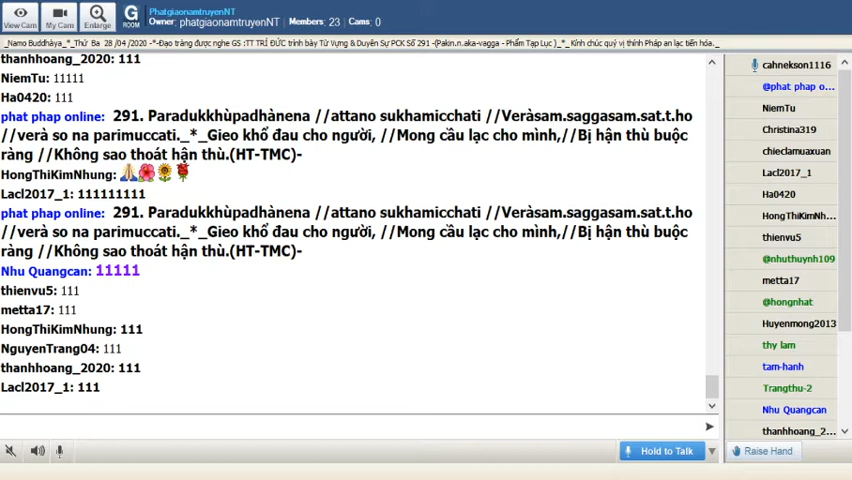 View Cam
My Cam
Enlarge
G
ROOM
PhatgiaonamtruyenNT
Owner: phatgiaonamtruyenNT   Members: 23   Cams: 0
_Namo Buddhàya_*_Thứ Ba 28 /04 /2020 -*-Đạo tràng được nghe GS :TT TRÍ ĐỨC trình bày Từ Vựng & Duyên Sự PCK Số 291 -(Pakin.n.aka-vagga - Phẩm Tạp Lục )_*_ Kính chúc quý vị thính Pháp an lạc tiến hóa._
thanhhoang_2020: 111
NiemTu: 11111
Ha0420: 111
phat phap online: 291. Paradukkhùpadhànena //attano sukhamicchati //Veràsam.saggasam.sat.t.ho
//verà so na parimuccati._*_Gieo khổ đau cho người, //Mong cầu lạc cho mình,//Bị hận thù buộc
ràng //Không sao thoát hận thù.(HT-TMC)-
HongThiKimNhung: 🙏🌺🌻🌹
Lacl2017_1: 111111111
phat phap online: 291. Paradukkhùpadhànena //attano sukhamicchati //Veràsam.saggasam.sat.t.ho
//verà so na parimuccati._*_Gieo khổ đau cho người, //Mong cầu lạc cho mình,//Bị hận thù buộc
ràng //Không sao thoát hận thù.(HT-TMC)-
Nhu Quangcan: 11111
thienvu5: 111
metta17: 111
HongThiKimNhung: 111
NguyenTrang04: 111
thanhhoang_2020: 111
Lacl2017_1: 111
Hold to Talk
cahnekson1116
@phat phap o...
NiemTu
Christina319
chieclamuaxuan
Lacl2017_1
Ha0420
HongThiKimNh...
thienvu5
@nhuthuynh109
metta17
@hongnhat
Huyenmong2013
thy lam
tam-hanh
Trangthu-2
Nhu Quangcan
thanhhoang_2...
Raise Hand